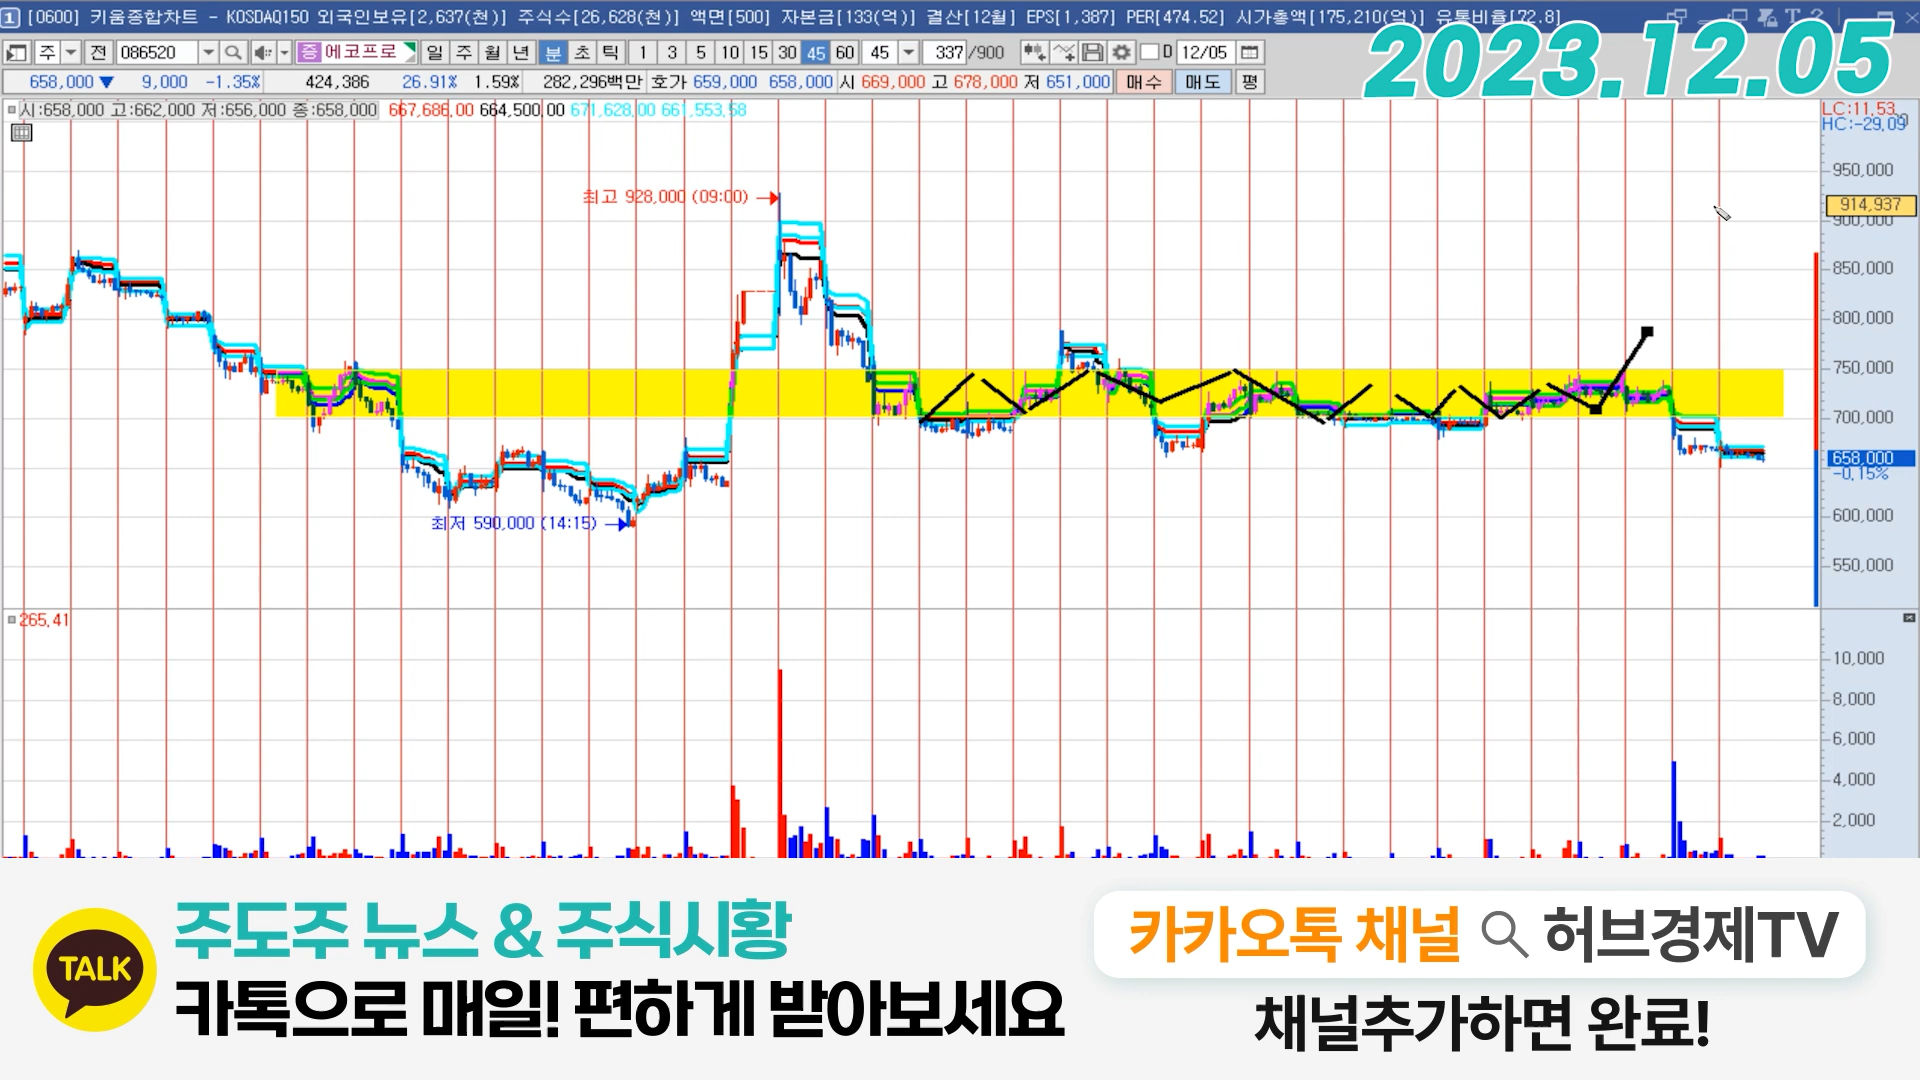 1 [0600] 키움종합차트 - KOSDAQ150 외국인보유[2,637(천)] 주식수[26,628(천)] 액면[500] 자본금[133(억)] 결산[12월] EPS[1,387] PER[474.52] 시가총액[175,210(억)] 유통비율[72.8]
2023.12.05
주 전 086520 증 에코프로 일 주 월 년 분 초 틱 1 3 5 10 15 30 45 60 45 337 /900 D 12/05
658,000 ▼ 9,000 -1.35% 424,386 26.91% 1.59% 282,296백만 호가 659,000 658,000 시 669,000 고 678,000 저 651,000 매수 매도 평
시:658,000 고:662,000 저:656,000 종:658,000 667,686.00 664,500.00 671,628.00 661,553.58
LC:11.53
HC:-29.09
950,000
최고 928,000 (09:00)
914,937
900,000
850,000
800,000
750,000
700,000
658,000
-0.15%
최저 590,000 (14:15)
600,000
550,000
265.41
10,000
8,000
6,000
4,000
2,000
TALK
주도주 뉴스 & 주식시황
카톡으로 매일! 편하게 받아보세요
카카오톡 채널 허브경제TV
채널추가하면 완료!